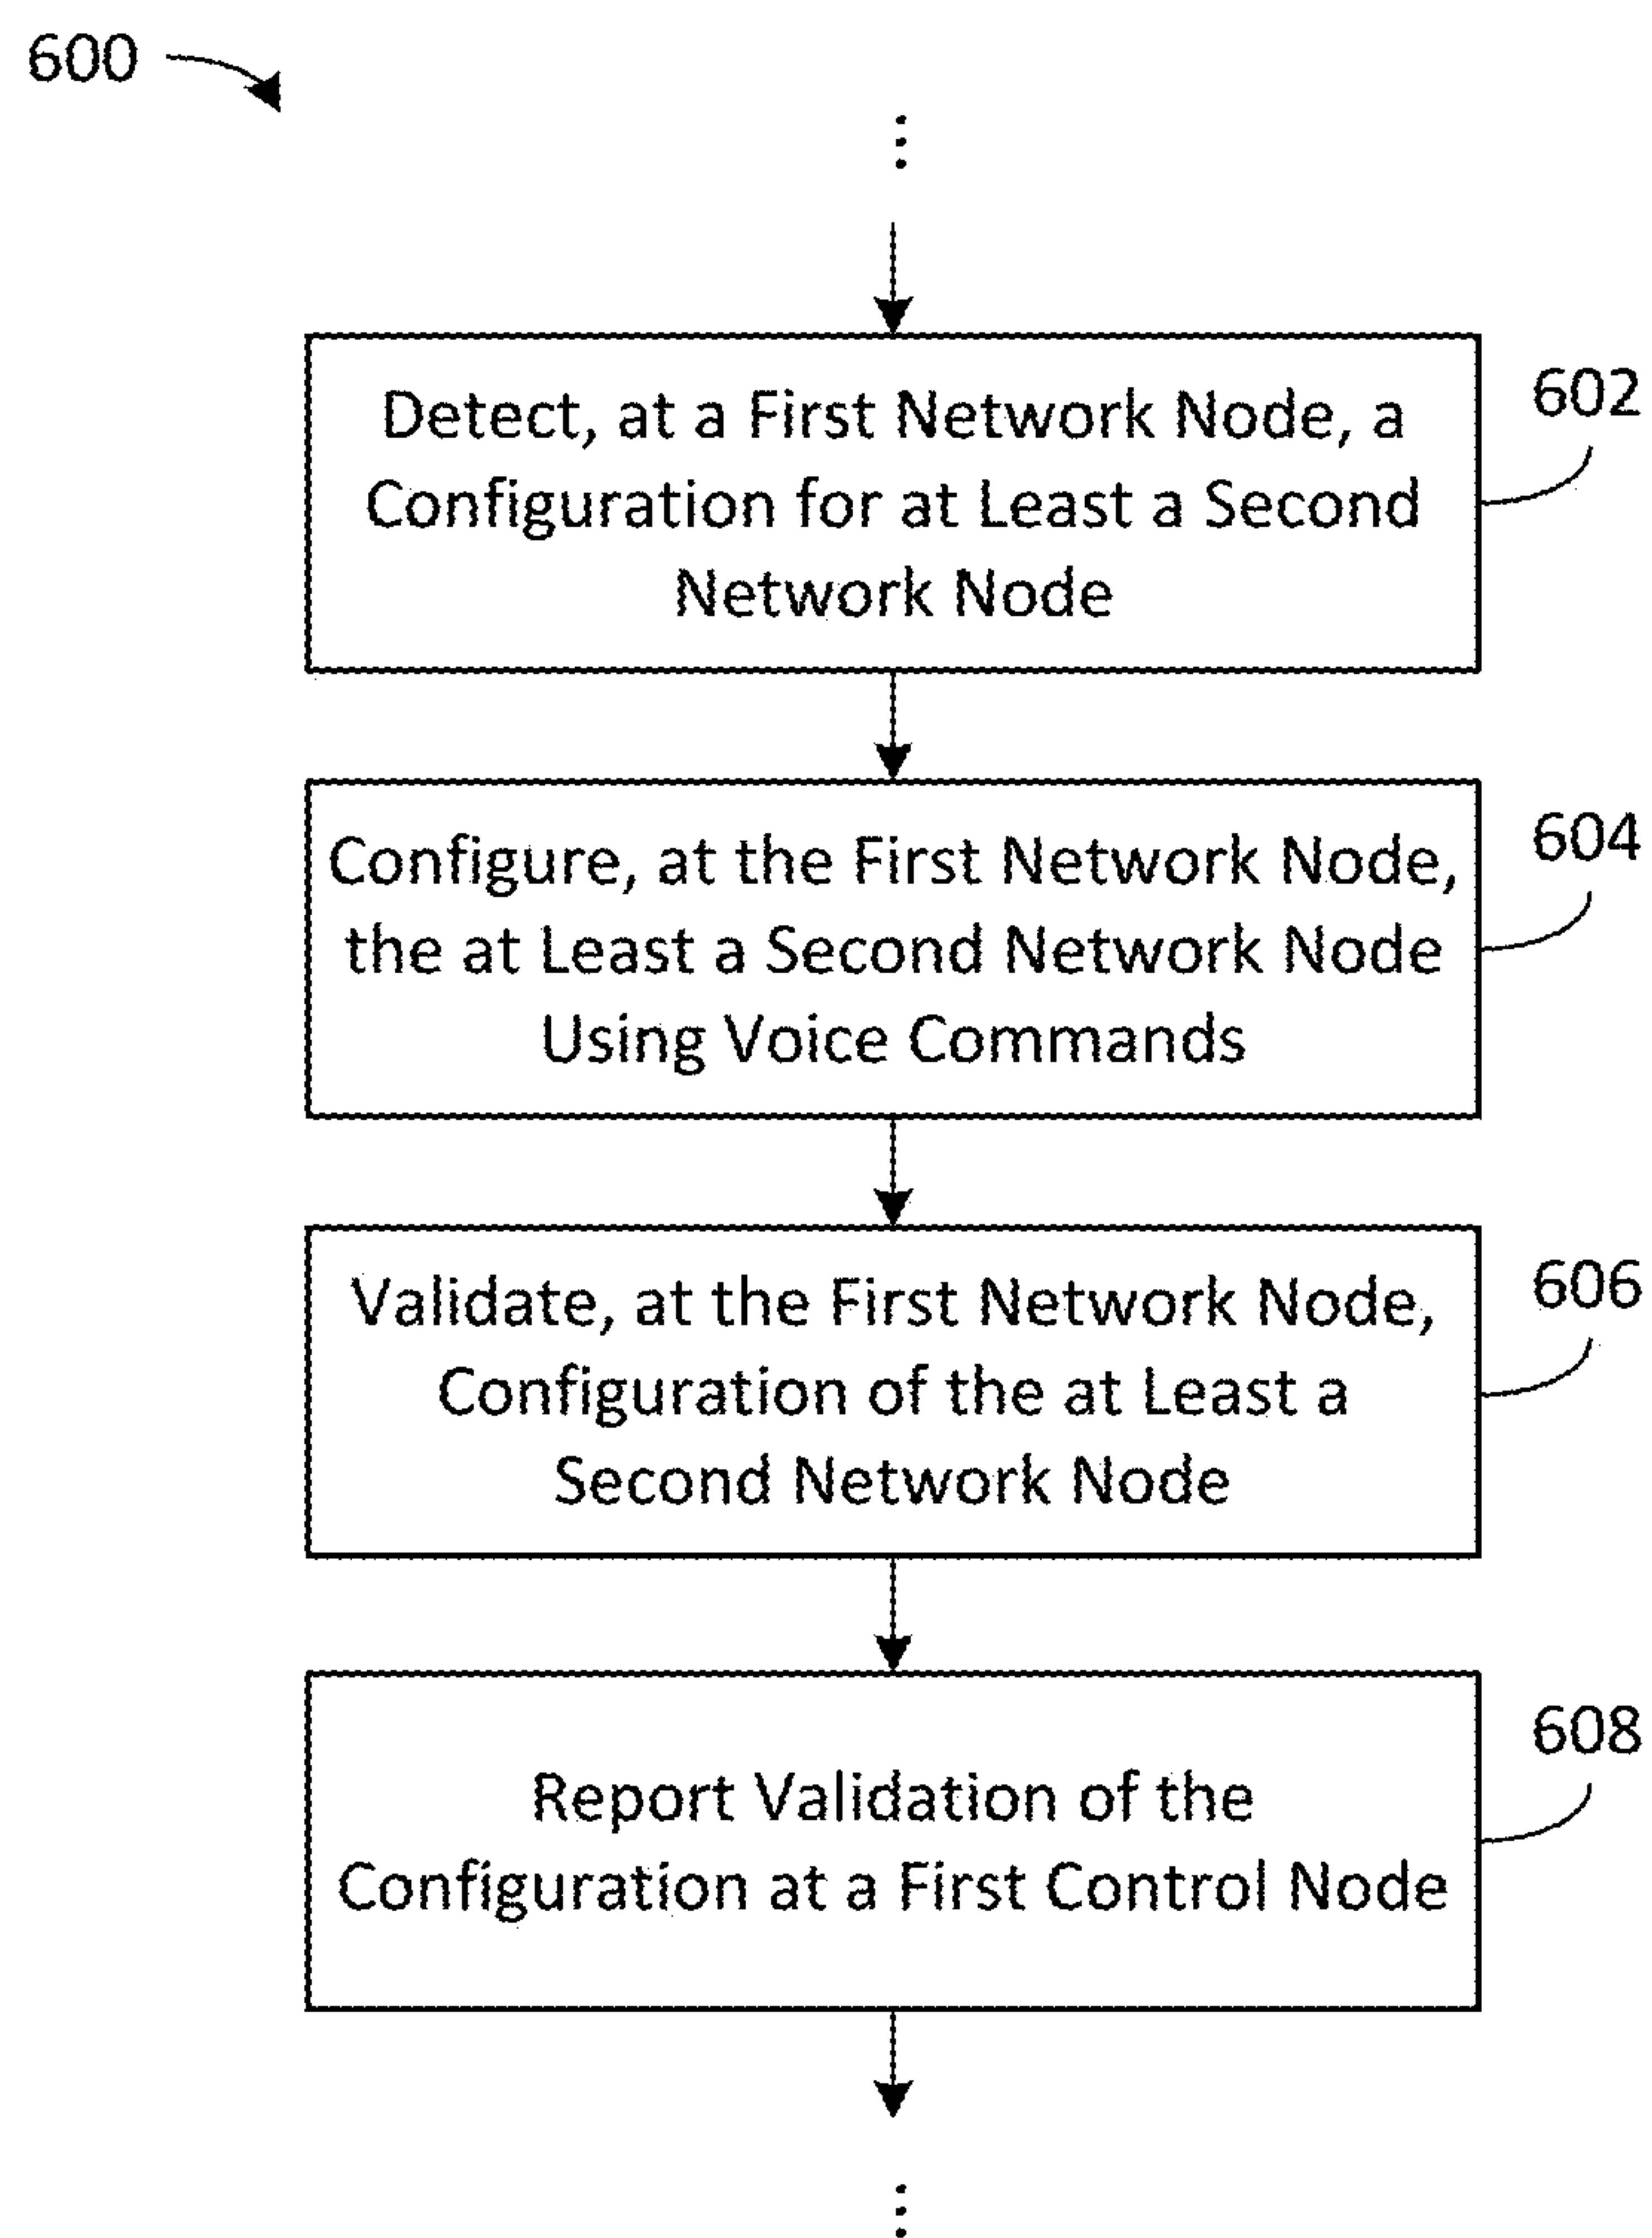 600
Detect, at a First Network Node, a
Configuration for at Least a Second
Network Node
602
Configure, at the First Network Node,
the at Least a Second Network Node
Using Voice Commands
604
Validate, at the First Network Node,
Configuration of the at Least a
Second Network Node
606
Report Validation of the
Configuration at a First Control Node
608